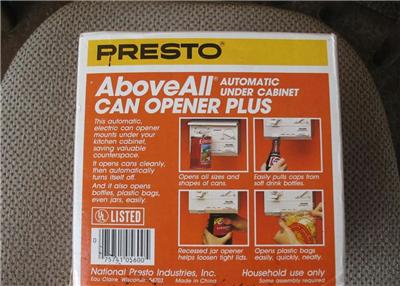 PRESTO®
AboveAll® AUTOMATIC
UNDER CABINET
CAN OPENER PLUS
This automatic,
electric can opener
mounts under your
kitchen cabinet,
saving valuable
counterspace.
It opens cans cleanly,
then automatically
turns itself off.
And it also opens
bottles, plastic bags,
even jars, easily.
UL LISTED
Opens all sizes and
shapes of cans.
Easily pulls caps from
soft drink bottles.
Recessed jar opener
helps loosen tight lids.
Opens plastic bags
easily, quickly, neatly.
0
75741 05600
National Presto Industries, Inc.
Eau Claire, Wisconsin 54703
Household use only
Some assembly required